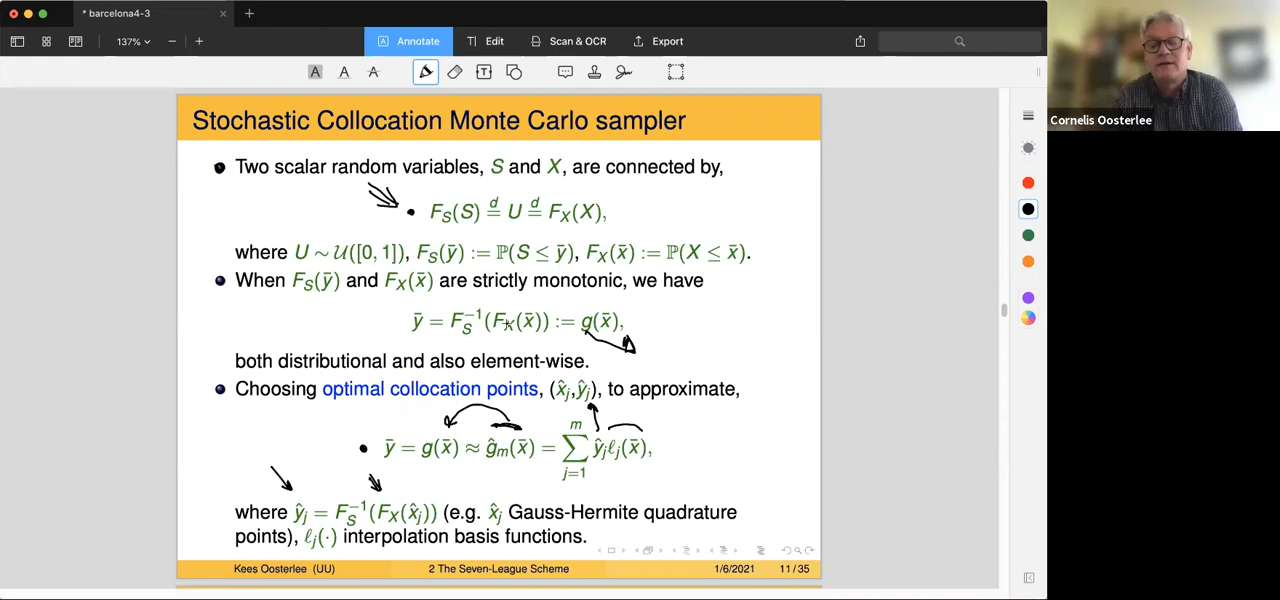 * barcelona4-3
137%
Annotate
Edit
Scan & OCR
Export
Cornelis Oosterlee
Stochastic Collocation Monte Carlo sampler
Two scalar random variables, S and X, are connected by,
F_S(S) =^d U =^d F_X(X),
where U ∼ 𝒰([0, 1]), F_S(ȳ) := ℙ(S ≤ ȳ), F_X(x̄) := ℙ(X ≤ x̄).
When F_S(ȳ) and F_X(x̄) are strictly monotonic, we have
ȳ = F_S^{-1}(F_X(x̄)) := g(x̄),
both distributional and also element-wise.
Choosing optimal collocation points, (x̂_j,ŷ_j), to approximate,
ȳ = g(x̄) ≈ ĝ_m(x̄) = ∑_{j=1}^{m} ŷ_j ℓ_j(x̄),
where ŷ_j = F_S^{-1}(F_X(x̂_j)) (e.g. x̂_j Gauss-Hermite quadrature
points), ℓ_j(·) interpolation basis functions.
Kees Oosterlee (UU)
2 The Seven-League Scheme
1/6/2021
11 / 35